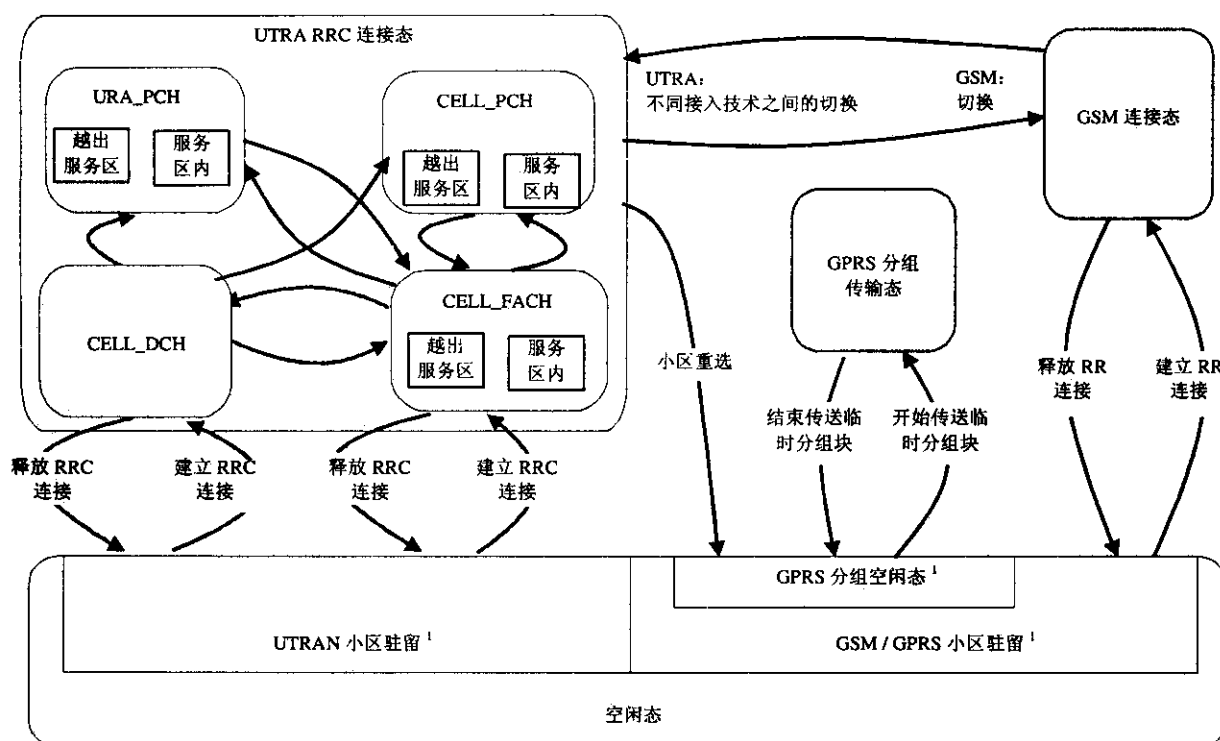 UTRA RRC 连接态
URA_PCH
越出
服务区
服务
区内
CELL_PCH
越出
服务区
服务
区内
CELL_DCH
CELL_FACH
越出
服务区
服务
区内
UTRA:
不同接入技术之间的切换
GSM:
切换
GSM 连接态
GPRS 分组
传输态
小区重选
结束传送临
时分组块
开始传送临
时分组块
释放 RR
连接
建立 RR
连接
释放 RRC
连接
建立 RRC
连接
释放 RRC
连接
建立 RRC
连接
GPRS 分组空闲态 1
UTRAN 小区驻留 1
GSM / GPRS 小区驻留 1
空闲态